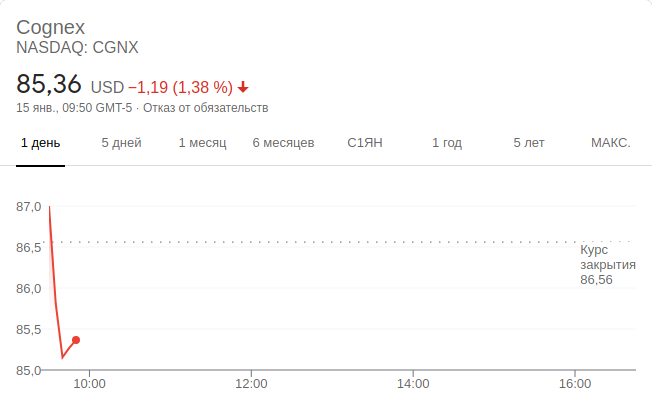 Cognex
NASDAQ: CGNX
85,36 USD −1,19 (1,38 %)
15 янв., 09:50 GMT-5 · Отказ от обязательств
1 день 5 дней 1 месяц 6 месяцев С1ЯН 1 год 5 лет МАКС.
87,0
86,5
Курс
закрытия
86,56
86,0
85,5
85,0
10:00 12:00 14:00 16:00